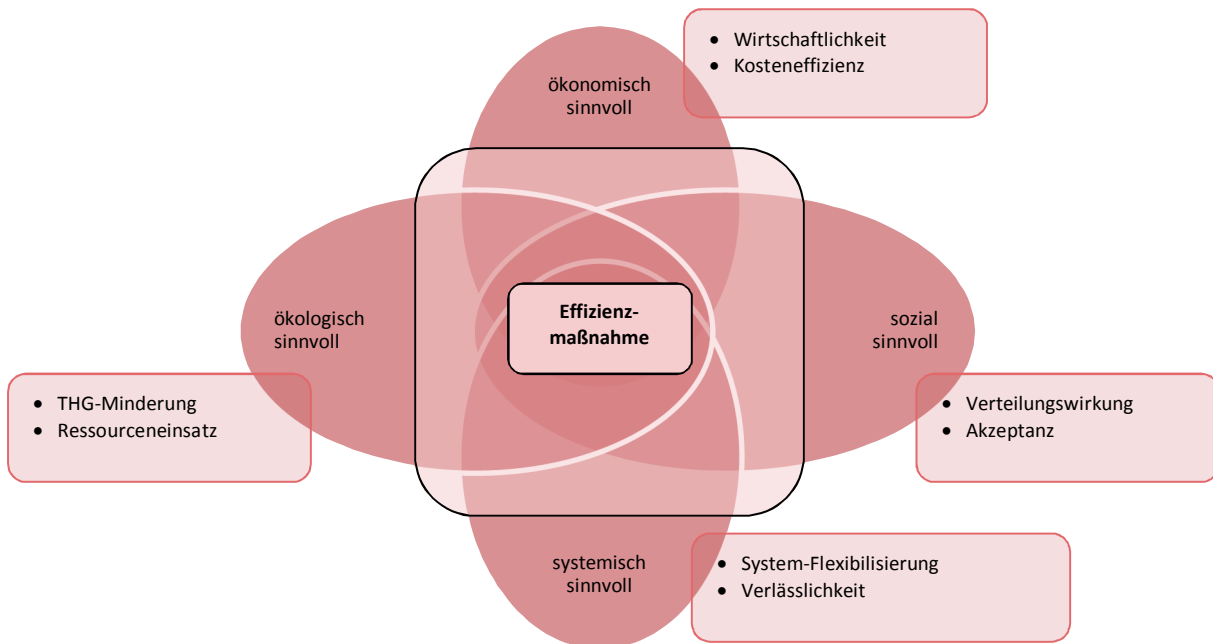 ökonomisch
sinnvoll
• Wirtschaftlichkeit
• Kosteneffizienz
ökologisch
sinnvoll
Effizienz-
maßnahme
sozial
sinnvoll
• THG-Minderung
• Ressourceneinsatz
• Verteilungswirkung
• Akzeptanz
systemisch
sinnvoll
• System-Flexibilisierung
• Verlässlichkeit